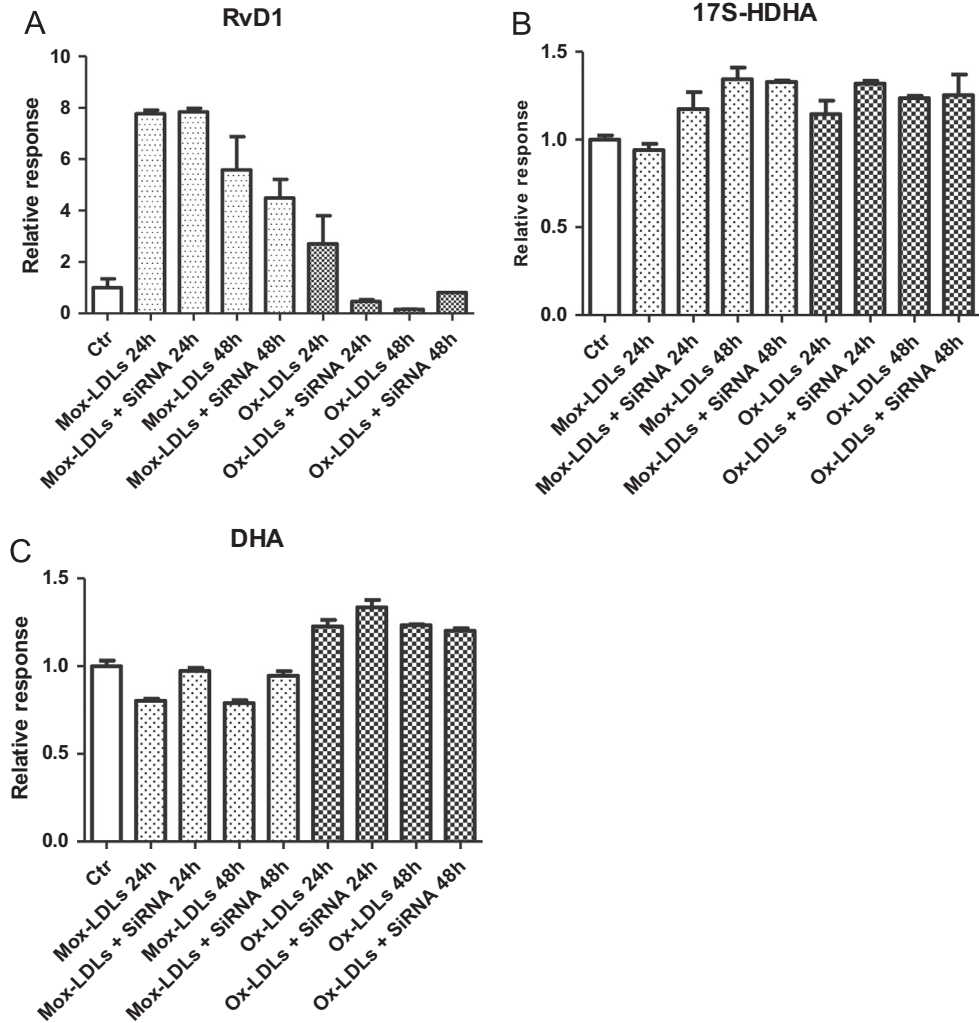 A
RvD1
Relative response
10
8
6
4
2
0
Ctr
Mox-LDLs 24h
Mox-LDLs + SiRNA 24h
Mox-LDLs 48h
Mox-LDLs + SiRNA 48h
Ox-LDLs 24h
Ox-LDLs + SiRNA 24h
Ox-LDLs 48h
Ox-LDLs + SiRNA 48h
B
17S-HDHA
Relative response
1.5
1.0
0.5
0.0
Ctr
Mox-LDLs 24h
Mox-LDLs + SiRNA 24h
Mox-LDLs 48h
Mox-LDLs + SiRNA 48h
Ox-LDLs 24h
Ox-LDLs + SiRNA 24h
Ox-LDLs 48h
Ox-LDLs + SiRNA 48h
C
DHA
Relative response
1.5
1.0
0.5
0.0
Ctr
Mox-LDLs 24h
Mox-LDLs + SiRNA 24h
Mox-LDLs 48h
Mox-LDLs + SiRNA 48h
Ox-LDLs 24h
Ox-LDLs + SiRNA 24h
Ox-LDLs 48h
Ox-LDLs + SiRNA 48h